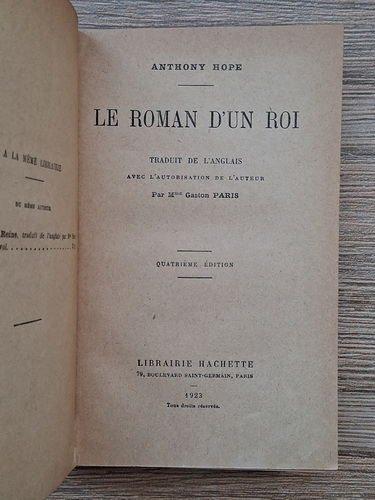 A LA MÊME LIBRAIRIE
DU MÊME AUTEUR
Reine, traduit de l'anglais par
vol.
ANTHONY HOPE
LE ROMAN D'UN ROI
TRADUIT DE L'ANGLAIS
AVEC L'AUTORISATION DE L'AUTEUR
Par Mme Gaston PARIS
QUATRIÈME ÉDITION
LIBRAIRIE HACHETTE
79, BOULEVARD SAINT-GERMAIN, PARIS
1923
Tous droits réservés.